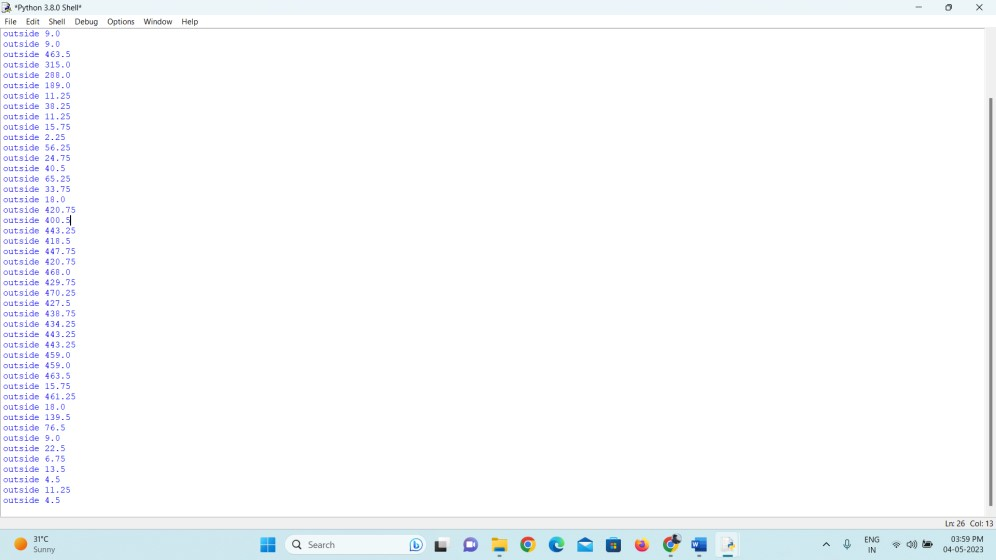 *Python 3.8.0 Shell*
File Edit Shell Debug Options Window Help
outside 9.0
outside 9.0
outside 463.5
outside 315.0
outside 288.0
outside 189.0
outside 11.25
outside 38.25
outside 11.25
outside 15.75
outside 2.25
outside 56.25
outside 24.75
outside 40.5
outside 65.25
outside 33.75
outside 18.0
outside 420.75
outside 400.5
outside 443.25
outside 418.5
outside 447.75
outside 420.75
outside 468.0
outside 429.75
outside 470.25
outside 427.5
outside 438.75
outside 434.25
outside 443.25
outside 443.25
outside 459.0
outside 459.0
outside 463.5
outside 15.75
outside 461.25
outside 18.0
outside 139.5
outside 76.5
outside 9.0
outside 22.5
outside 6.75
outside 13.5
outside 4.5
outside 11.25
outside 4.5
Ln: 26 Col: 13
31°C
Sunny
Search
ENG
IN
03:59 PM
04-05-2023